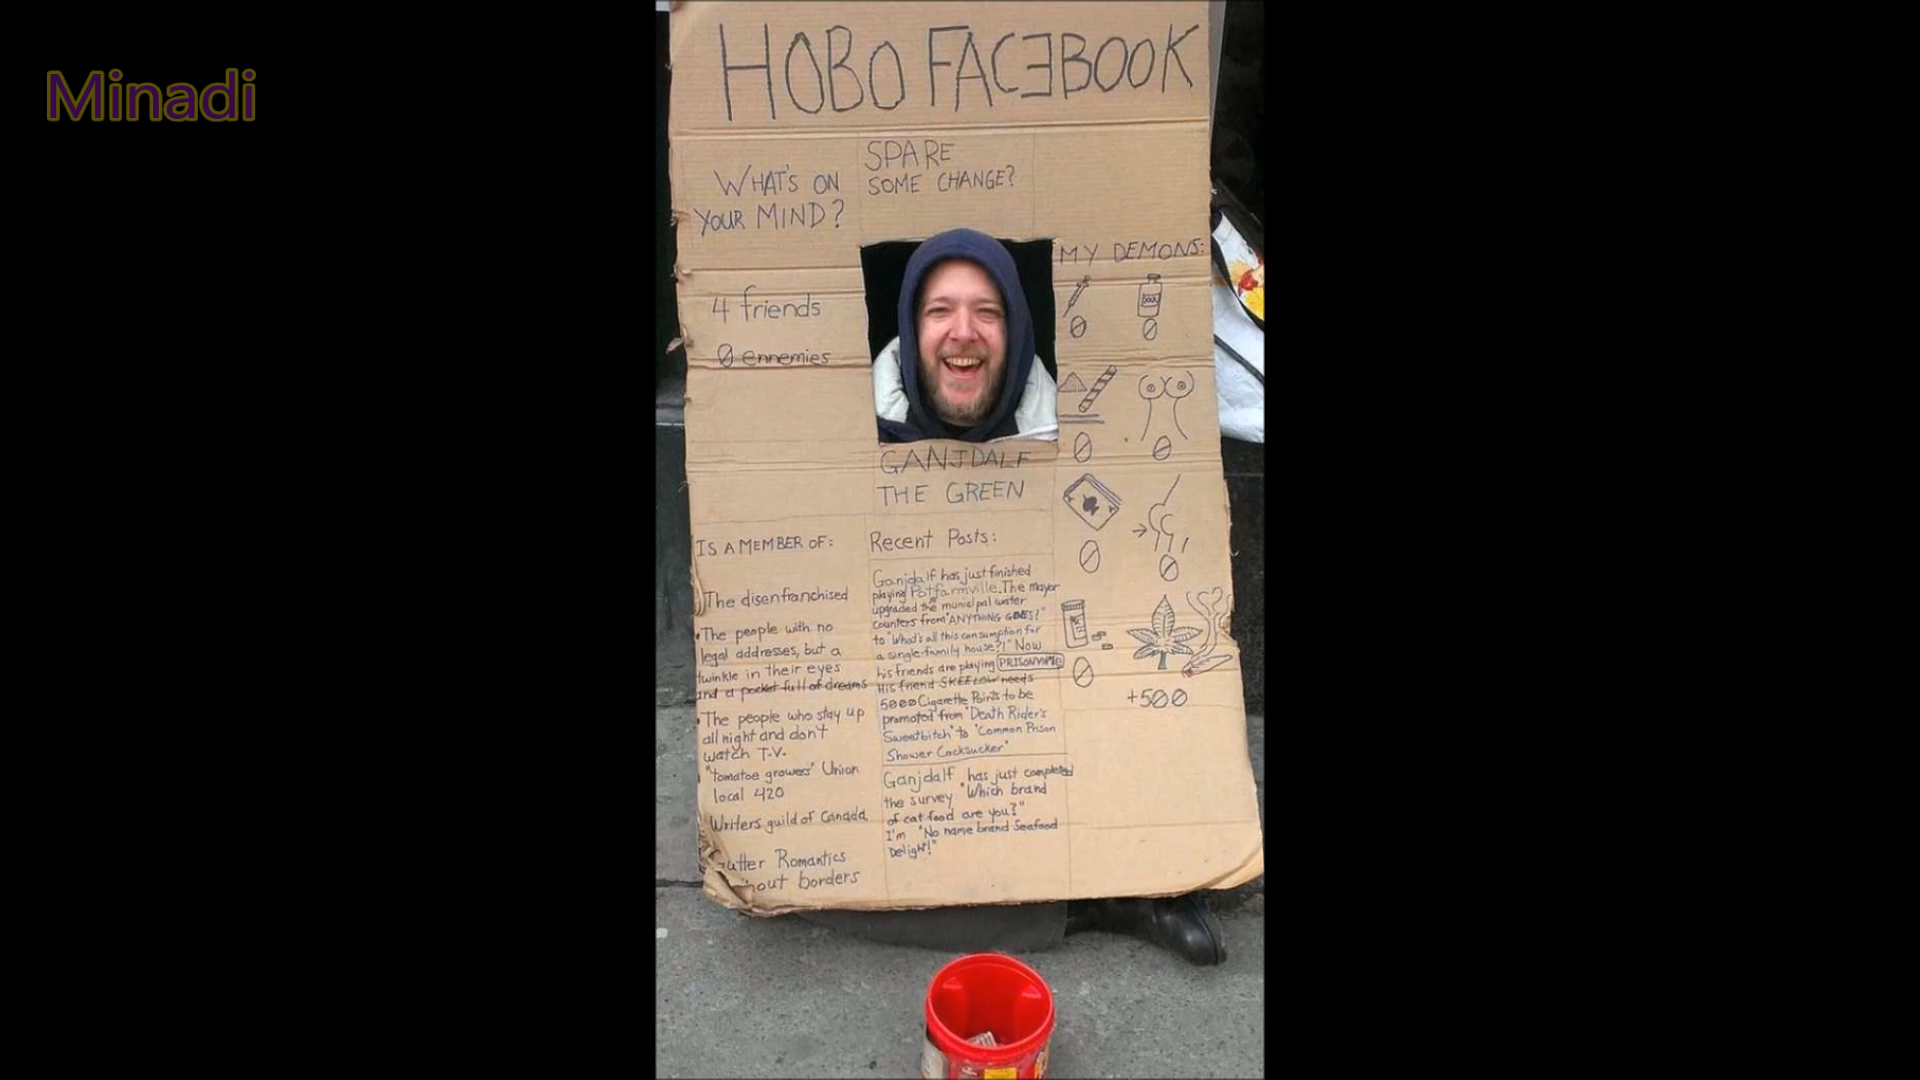 Minadi
HOBO FACEBOOK
WHAT'S ON
YOUR MIND?
SPARE
SOME CHANGE?
4 friends
0 ennemies
MY DEMONS:
0
0
0
0
0
0
0
+500
GANJDALF
THE GREEN
IS A MEMBER OF:
The disenfranchised
•The people with no
legal addresses, but a
twinkle in their eyes
and a pocket full of dreams
•The people who stay up
all night and don't
watch T.V.
"tomatoe growers" Union
local 420
Writers guild of Canada
Romantics
borders
Recent Posts:
Ganjdalf has just finished
playing Potfarmville. The mayor
upgraded the municipal water
counters from "ANYTHING GOES!"
to "What's all this consumption for
a single-family house?!" Now
his friends are playing PRISONVILLE
His friend SKEELOW needs
5000 Cigarette Points to be
promoted from "Death Rider's
Sweetbitch" to "Common Prison
Shower Cocksucker"
Ganjdalf has just completed
the survey "Which brand
of cat food are you?"
I'm "No name brand Seafood
Delight!"